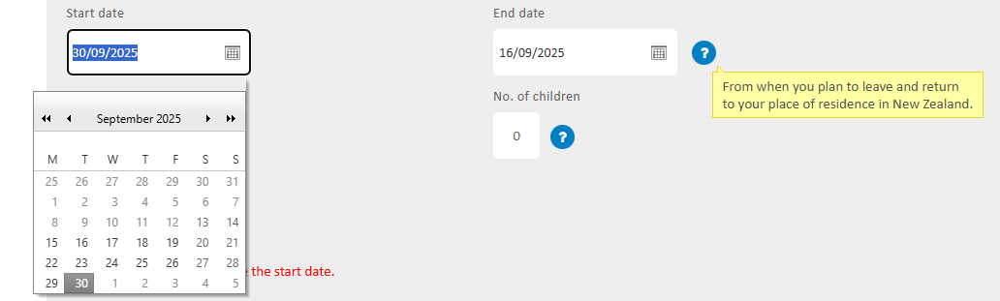 Start date
End date
30/09/2025
16/09/2025
?
From when you plan to leave and return
to your place of residence in New Zealand.
No. of children
0
?
September 2025
M T W T F S S
25 26 27 28 29 30 31
1 2 3 4 5 6 7
8 9 10 11 12 13 14
15 16 17 18 19 20 21
22 23 24 25 26 27 28
29 30 1 2 3 4 5
the start date.